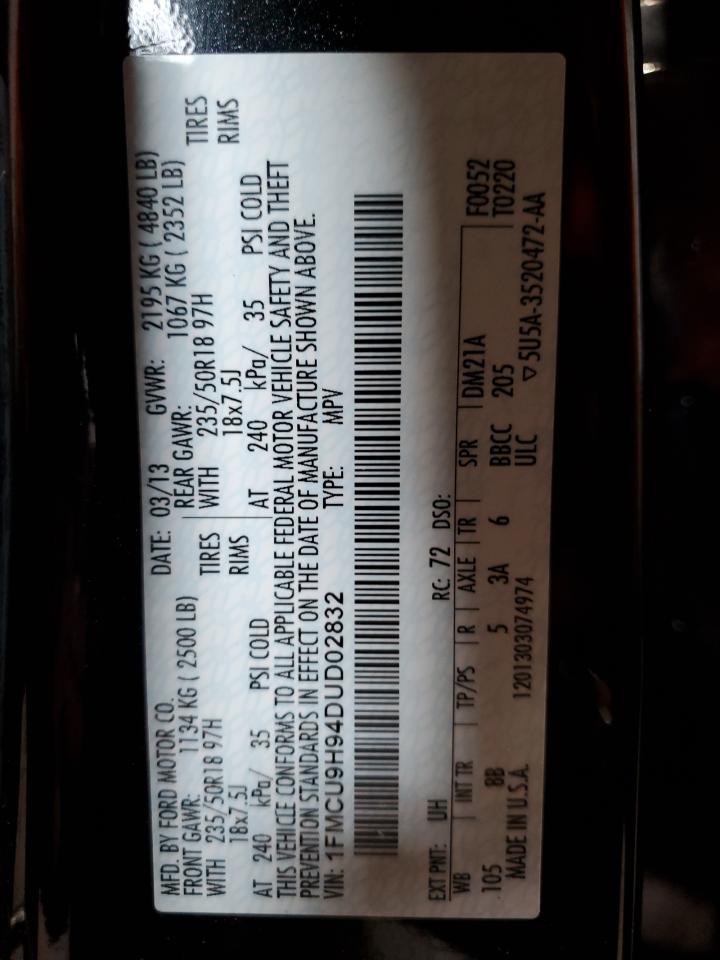 MFD. BY FORD MOTOR CO. DATE: 03/13 GVWR: 2195 KG ( 4840 LB)
FRONT GAWR: 1134 KG ( 2500 LB) REAR GAWR: 1067 KG ( 2352 LB)
WITH 235/50R18 97H TIRES WITH 235/50R18 97H TIRES
18x7.5J RIMS 18x7.5J RIMS
AT 240 kPa/ 35 PSI COLD AT 240 kPa/ 35 PSI COLD
THIS VEHICLE CONFORMS TO ALL APPLICABLE FEDERAL MOTOR VEHICLE SAFETY AND THEFT
PREVENTION STANDARDS IN EFFECT ON THE DATE OF MANUFACTURE SHOWN ABOVE.
VIN: 1FMCU9H94DUD02832 TYPE: MPV
EXT PNT: UH RC: 72 DSO:
WB INT TR TP/PS R AXLE TR SPR DM21A F0052
105 8B 5 3A 6 BBCC 205 T0220
MADE IN U.S.A. 1201303074974 ULC ▽5U5A-3520472-AA